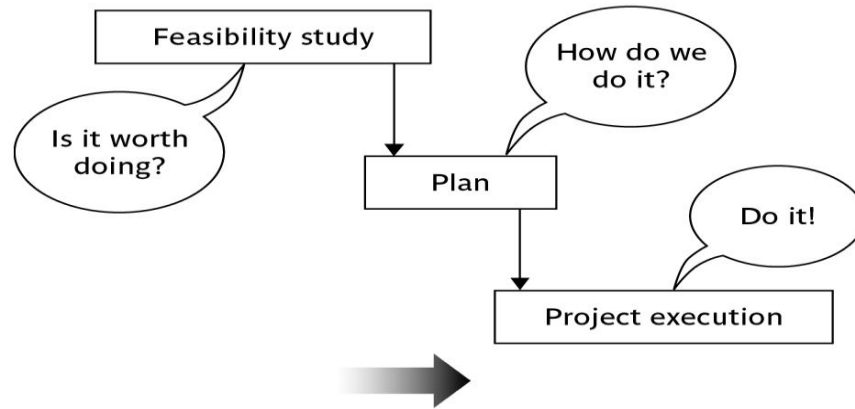 Feasibility study
How do we
do it?
Is it worth
doing?
Plan
Do it!
Project execution